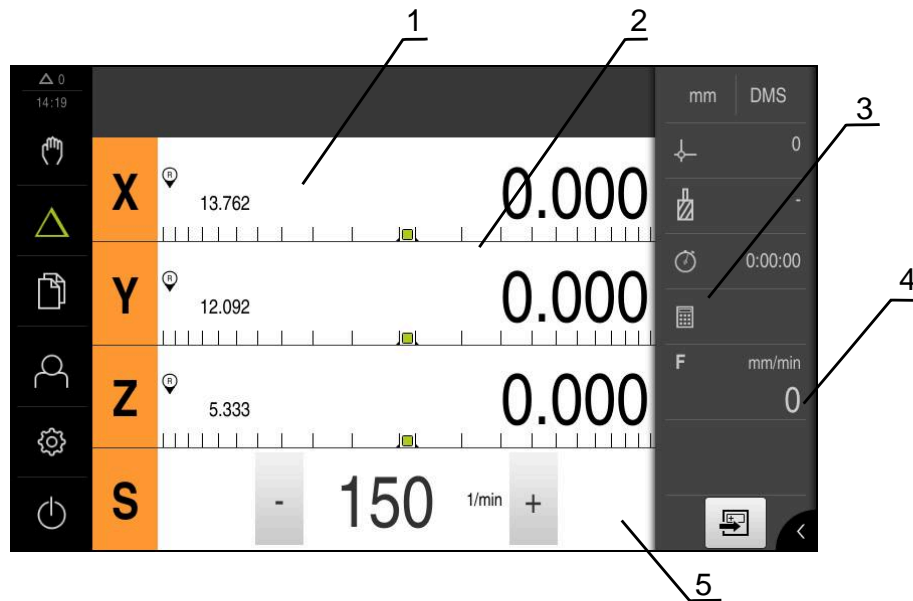 1
2
△ 0
14:19
mm
DMS
3
0
X
R
13.762
0.000
-
0:00:00
Y
R
12.092
0.000
4
F
mm/min
0
Z
R
5.333
0.000
S
-
150
1/min
+
<
5